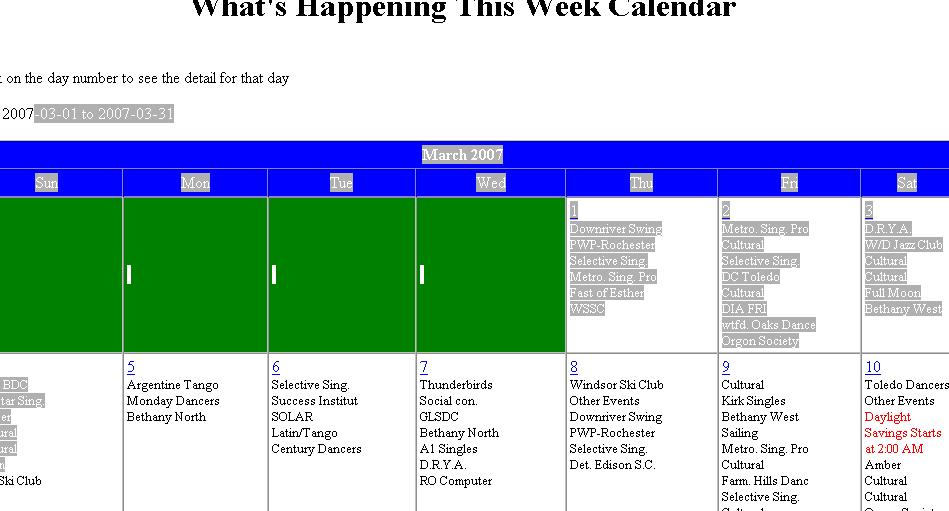 What's Happening This Week Calendar
on the day number to see the detail for that day
2007-03-01 to 2007-03-31
March 2007
Sun Mon Tue Wed Thu Fri Sat
1
Downriver Swing
PWP-Rochester
Selective Sing.
Metro. Sing. Pro
Fast of Esther
WSSC
2
Metro. Sing. Pro
Cultural
Selective Sing.
DC Toledo
Cultural
DIA FRI
wtfd. Oaks Dance
Orgon Society
3
D.R.Y.A.
W/D Jazz Club
Cultural
Cultural
Full Moon
Bethany West
BDC
tar Sing.
er
ural
ural
n
Ski Club
5
Argentine Tango
Monday Dancers
Bethany North
6
Selective Sing.
Success Institut
SOLAR
Latin/Tango
Century Dancers
7
Thunderbirds
Social con.
GLSDC
Bethany North
A1 Singles
D.R.Y.A.
RO Computer
8
Windsor Ski Club
Other Events
Downriver Swing
PWP-Rochester
Selective Sing.
Det. Edison S.C.
9
Cultural
Kirk Singles
Bethany West
Sailing
Metro. Sing. Pro
Cultural
Farm. Hills Danc
Selective Sing.
10
Toledo Dancers
Other Events
Daylight
Savings Starts
at 2:00 AM
Amber
Cultural
Cultural